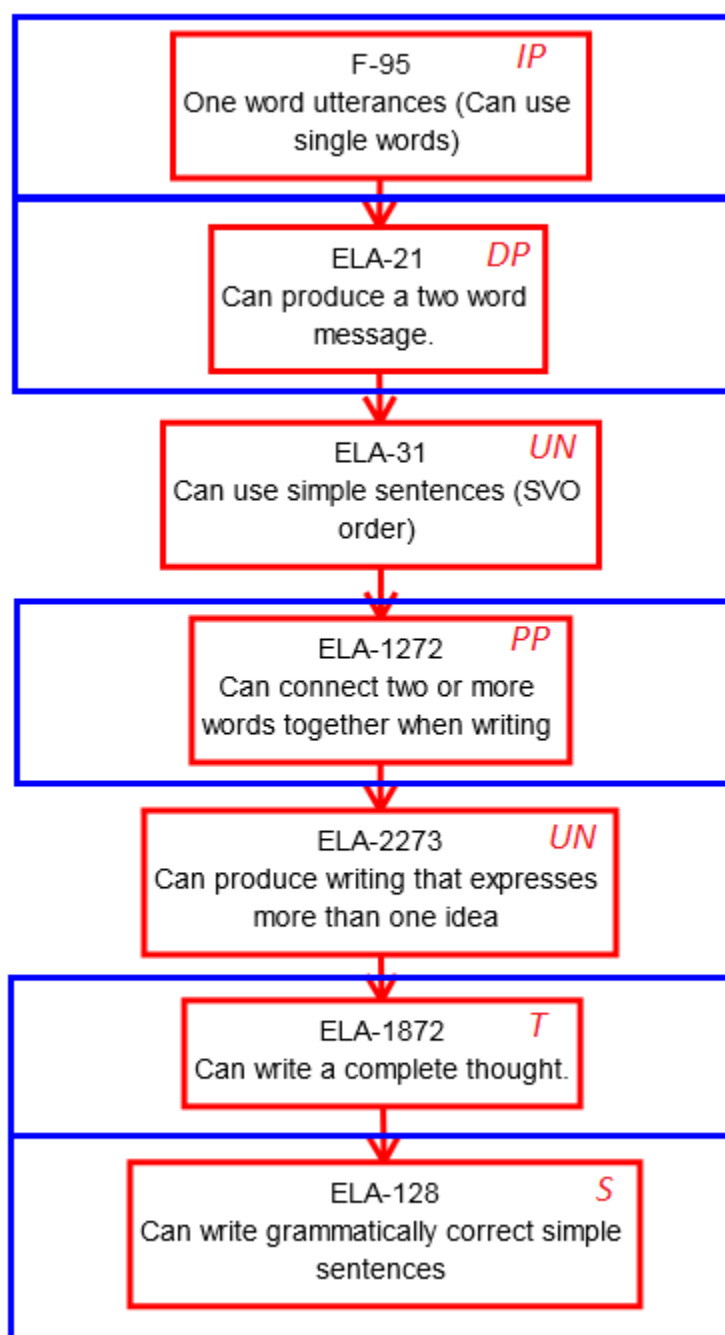 F-95 IP
One word utterances (Can use
single words)
ELA-21 DP
Can produce a two word
message.
ELA-31 UN
Can use simple sentences (SVO
order)
ELA-1272 PP
Can connect two or more
words together when writing
ELA-2273 UN
Can produce writing that expresses
more than one idea
ELA-1872 T
Can write a complete thought.
ELA-128 S
Can write grammatically correct simple
sentences